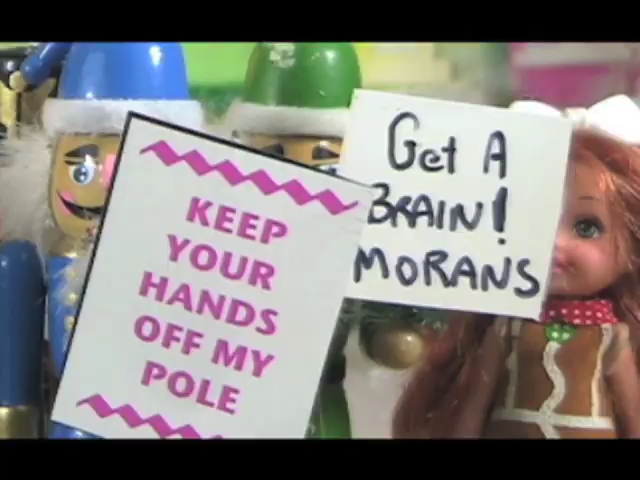 KEEP
YOUR
HANDS
OFF MY
POLE
Get A
BRAIN!
MORANS